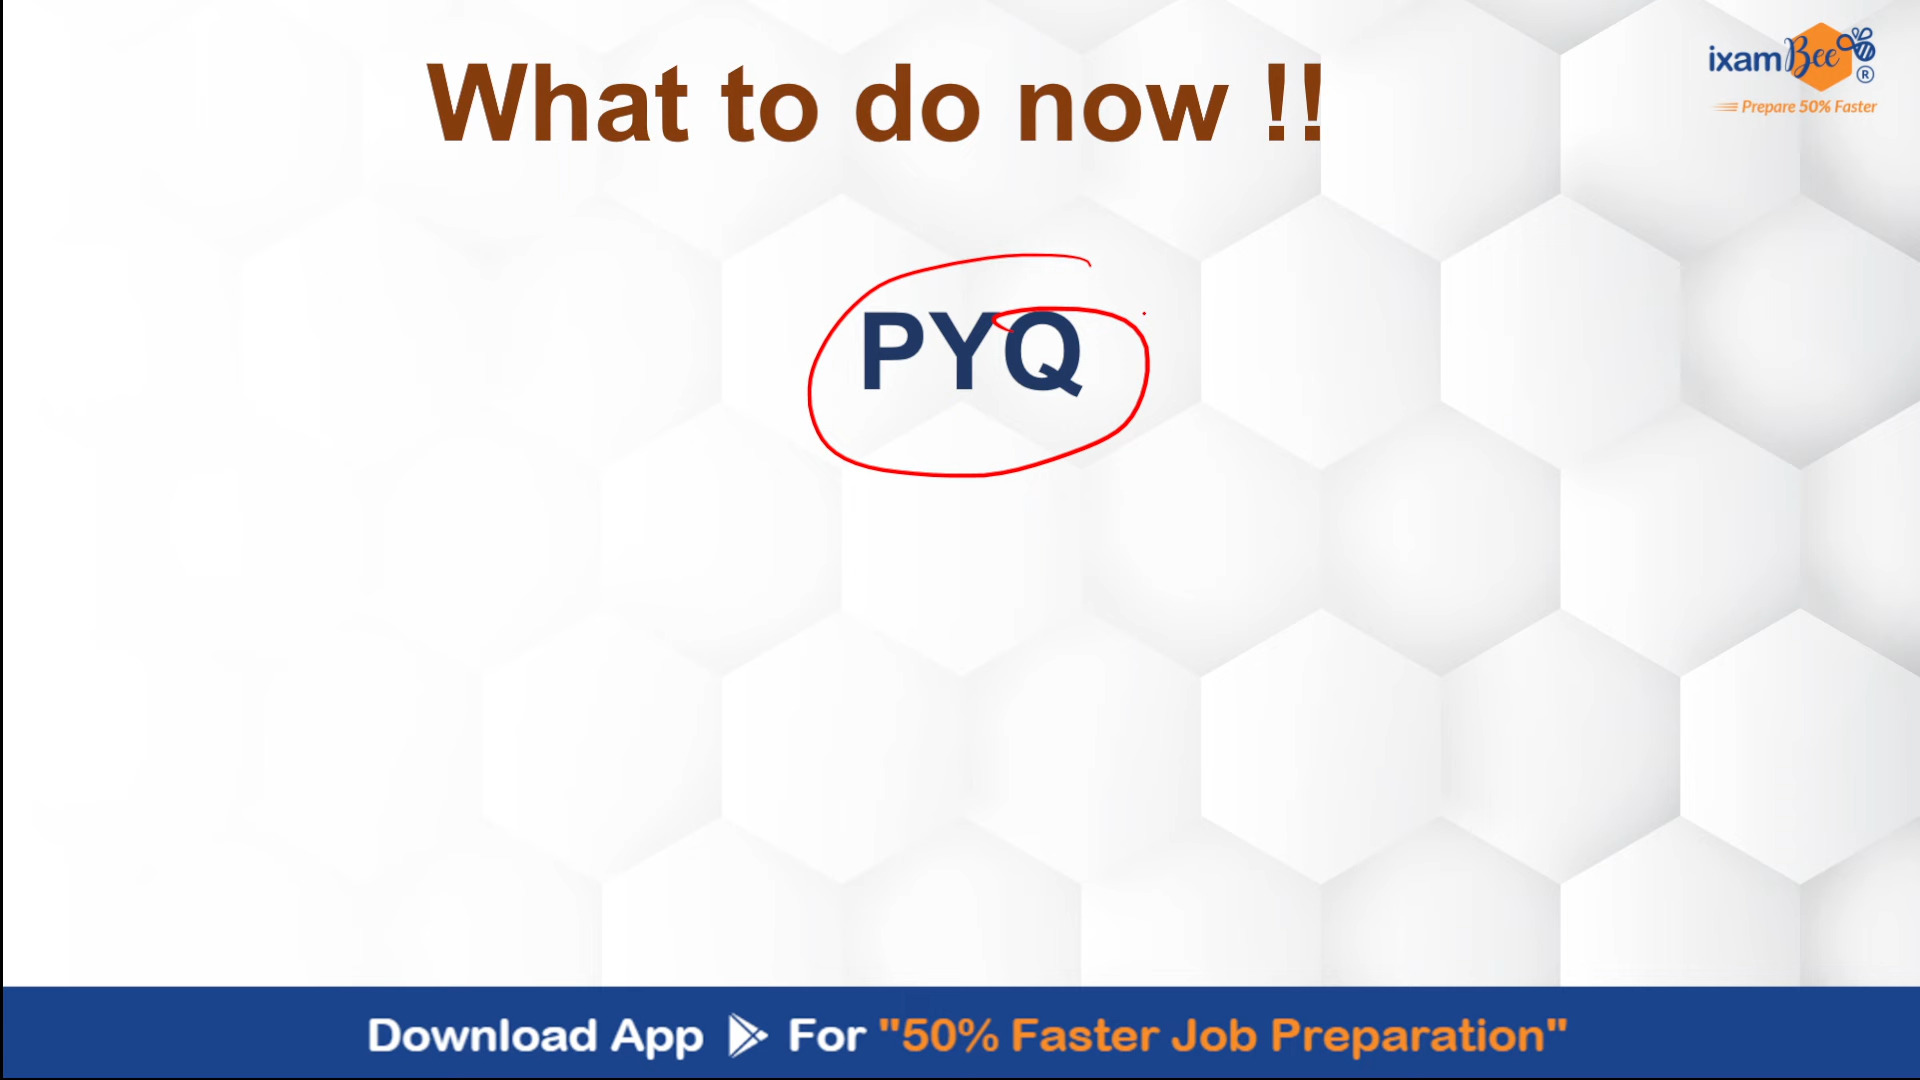 What to do now !!
ixamBee
®
Prepare 50% Faster
PYQ
Download App For "50% Faster Job Preparation"